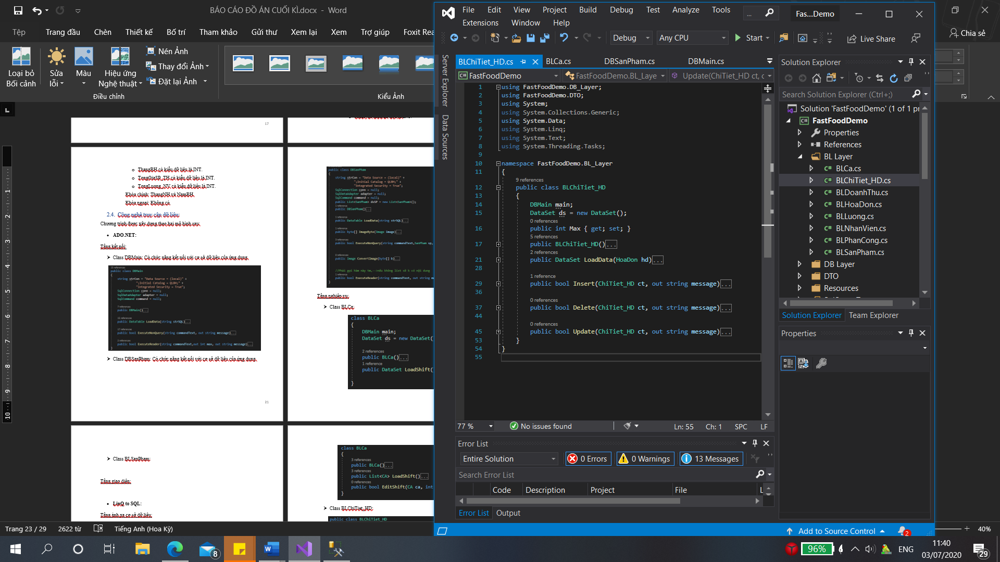 BÁO CÁO ĐỒ ÁN CUỐI KÌ.docx - Word
Tệp Trang đầu Chèn Thiết kế Bố trí Tham khảo Gửi thư Xem lại Xem Trợ giúp Foxit Rea
Chia sẻ
Loại bỏ Bối cảnh
Sửa lỗi
Màu
Hiệu ứng Nghệ thuật
Nén Ảnh
Thay đổi Ảnh
Đặt lại Ảnh
Điều chỉnh
Kiểu Ảnh
17
ThangBH có kiểu dữ liệu là INT.
TongGiaSP_TH có kiểu dữ liệu là INT.
TongLuong_NV có kiểu dữ liệu là INT.
Khóa chính: ThangNH và NamBH.
Khóa ngoại: Không có.
2.4. Công nghệ truy cập dữ liệu:
Chương trình được xây dựng theo hai mô hình sau:
ADO.NET:
Tầng kết nối:
Class DBMain: Có chức năng kết nối với cơ sở dữ liệu của ứng dụng.
15 references
public class DBMain
{
string strCon = "Data Source = (local)" +
";Initial Catalog = QLBH;" +
"Integrated Security = True";
SqlConnection conn = null;
SqlDataAdapter adapter = null;
SqlCommand command = null;
7 references
public DBMain()...
16 references
public DataTable LoadData(string strSQL)...
17 references
public bool ExecuteNonQuery(string commandText, out string message)...
2 references
public bool ExecuteReader(string commandText,out int max, out string message)...
}
Class DBSanPham: Có chức năng kết nối với cơ sở dữ liệu của ứng dụng.
21
public class DBSanPham
{
string strCon = "Data Source = (local)" +
";Initial Catalog = QLBH;" +
"Integrated Security = True";
SqlConnection conn = null;
SqlDataAdapter adapter = null;
SqlCommand command = null;
public List<SanPham> dsSP = new List<SanPham>();
1 reference
public DBSanPham()...
1 reference
public DataTable LoadData(string strSQL)...
public byte[] ImageByte(Image image)...
public bool ExecuteNonQuery(string commandText,SanPham sp,
public Image ConvertImage(byte[] b)...
public bool ExecuteReader(string commandText, out string m
}
Tầng nghiệp vụ:
Class BLCa:
class BLCa
{
DBMain main;
DataSet ds = new DataSet()
2 references
public BLCa()...
1 reference
public DataSet LoadShift(
}
Class BLSanPham:
Tầng giao diện:
LinQ to SQL:
Tầng ánh xạ cơ sở dữ liệu:
class BLCa
{
3 references
public BLCa()...
3 references
public List<CA> LoadShift()...
0 references
public bool EditShift(CA ca, int
}
Class BLChiTiet_HD:
public class BLChiTiet_HD
Trang 23 / 29 2622 từ Tiếng Anh (Hoa Kỳ)
40%
File Edit View Project Build Debug Test Analyze Tools
Extensions Window Help
...
Fas...Demo
Debug Any CPU Start Live Share
Server Explorer
Data Sources
BLChiTiet_HD.cs BLCa.cs DBSanPham.cs DBMain.cs
FastFoodDemo FastFoodDemo.BL_Laye Update(ChiTiet_HD ct, c
1 using FastFoodDemo.DB_Layer;
2 using FastFoodDemo.DTO;
3 using System;
4 using System.Collections.Generic;
5 using System.Data;
6 using System.Linq;
7 using System.Text;
8 using System.Threading.Tasks;
9
10 namespace FastFoodDemo.BL_Layer
11 {
9 references
12 public class BLChiTiet_HD
13 {
14 DBMain main;
15 DataSet ds = new DataSet();
0 references
16 public int Max { get; set; }
5 references
17 public BLChiTiet_HD()...
2 references
21 public DataSet LoadData(HoaDon hd)...
28
1 reference
29 public bool Insert(ChiTiet_HD ct, out string message)...
36
0 references
37 public bool Delete(ChiTiet_HD ct, out string message)...
44
0 references
45 public bool Update(ChiTiet_HD ct, out string message)...
53 }
54 }
55
77 % No issues found Ln: 55 Ch: 1 SPC LF
Error List
Entire Solution 0 Errors 0 Warnings 13 Messages
Search Error List
Code Description Project File L
Error List Output
Solution Explorer
Search Solution Explorer (Ctrl+;)
Solution 'FastFoodDemo' (1 of 1 pr
FastFoodDemo
Properties
References
BL Layer
BLCa.cs
BLChiTiet_HD.cs
BLDoanhThu.cs
BLHoaDon.cs
BLLuong.cs
BLNhanVien.cs
BLPhanCong.cs
BLSanPham.cs
DB Layer
DTO
Resources
Solution Explorer Team Explorer
Properties
Add to Source Control 2
8
96%
ENG
11:40
03/07/2020
29